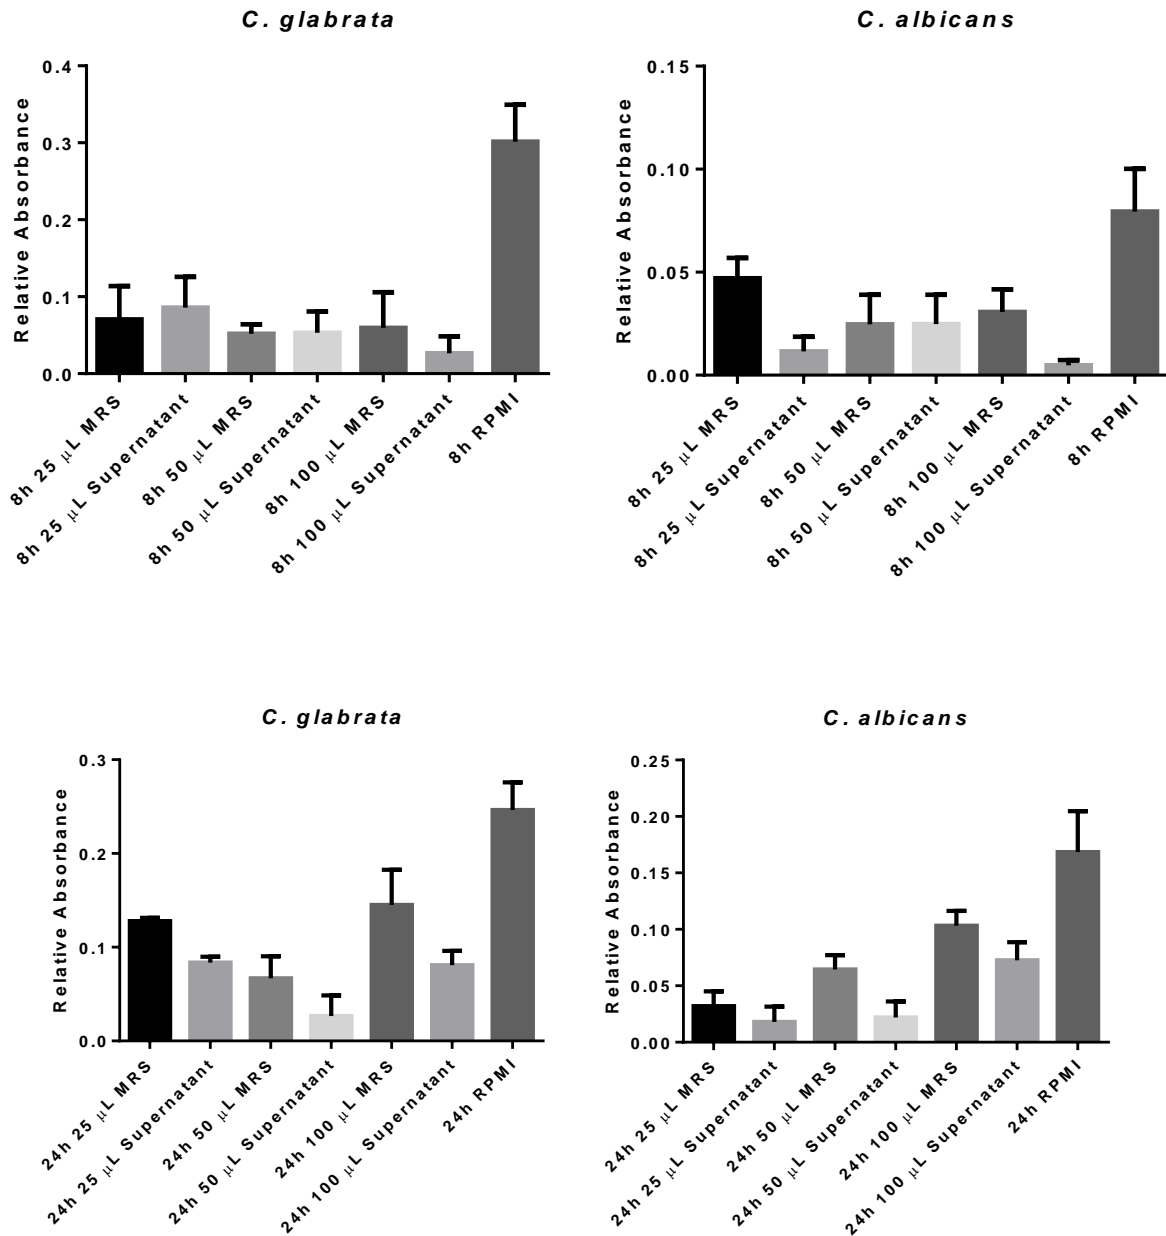 C. glabrata
Relative Absorbance
0.4
0.3
0.2
0.1
0.0
8h 25 μL MRS
8h 25 μL Supernatant
8h 50 μL MRS
8h 50 μL Supernatant
8h 100 μL MRS
8h 100 μL Supernatant
8h RPMI
C. albicans
Relative Absorbance
0.15
0.10
0.05
0.00
8h 25 μL MRS
8h 25 μL Supernatant
8h 50 μL MRS
8h 50 μL Supernatant
8h 100 μL MRS
8h 100 μL Supernatant
8h RPMI
C. glabrata
Relative Absorbance
0.3
0.2
0.1
0.0
24h 25 μL MRS
24h 25 μL Supernatant
24h 50 μL MRS
24h 50 μL Supernatant
24h 100 μL MRS
24h 100 μL Supernatant
24h RPMI
C. albicans
Relative Absorbance
0.25
0.20
0.15
0.10
0.05
0.00
24h 25 μL MRS
24h 25 μL Supernatant
24h 50 μL MRS
24h 50 μL Supernatant
24h 100 μL MRS
24h 100 μL Supernatant
24h RPMI